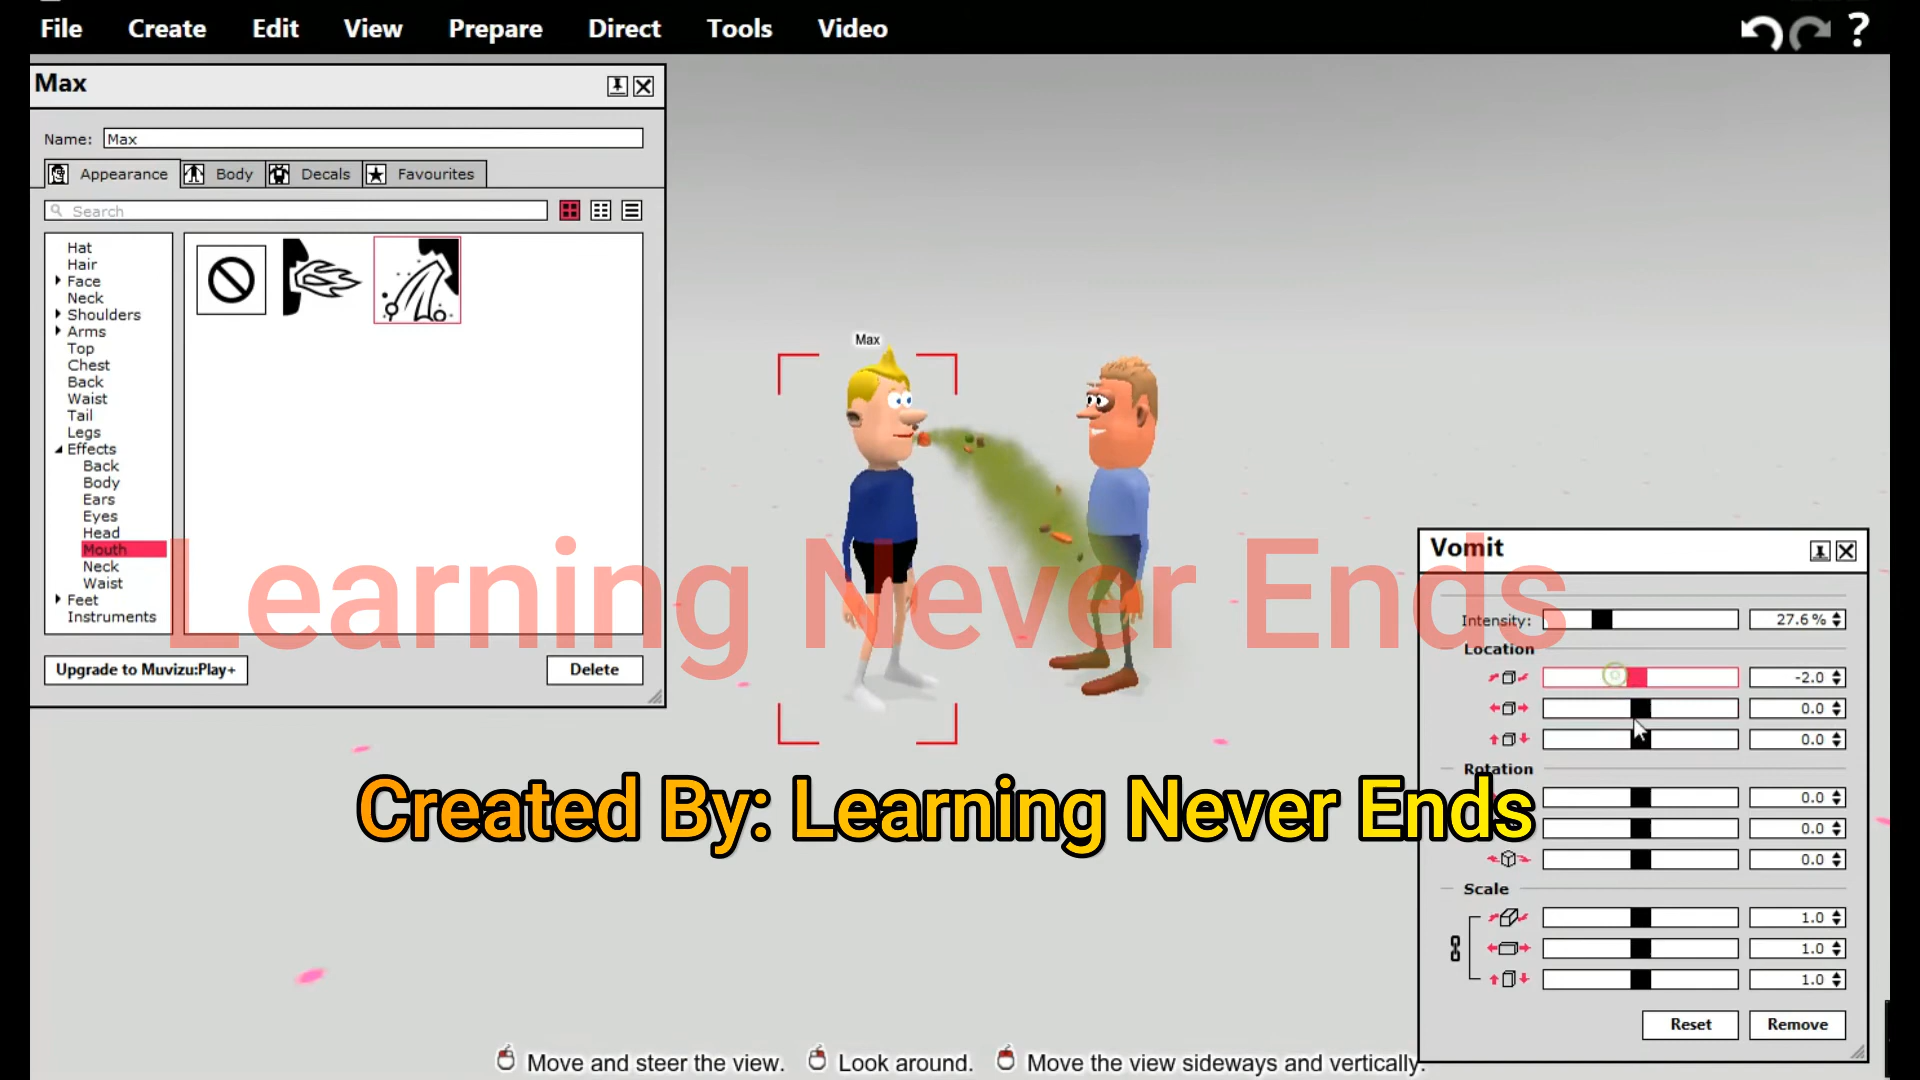 File Create Edit View Prepare Direct Tools Video ?
Max
Name: Max
Appearance Body Decals Favourites
Search
Hat
Hair
Face
Neck
Shoulders
Arms
Top
Chest
Back
Waist
Tail
Legs
Effects
Back
Body
Ears
Eyes
Head
Mouth
Neck
Waist
Feet
Instruments
Upgrade to Muvizu:Play+
Delete
Max
Learning Never Ends
Created By: Learning Never Ends
Vomit
Intensity: 27.6%
Location
-2.0
0.0
0.0
Rotation
0.0
0.0
0.0
Scale
1.0
1.0
1.0
Reset Remove
Move and steer the view. Look around. Move the view sideways and vertically.